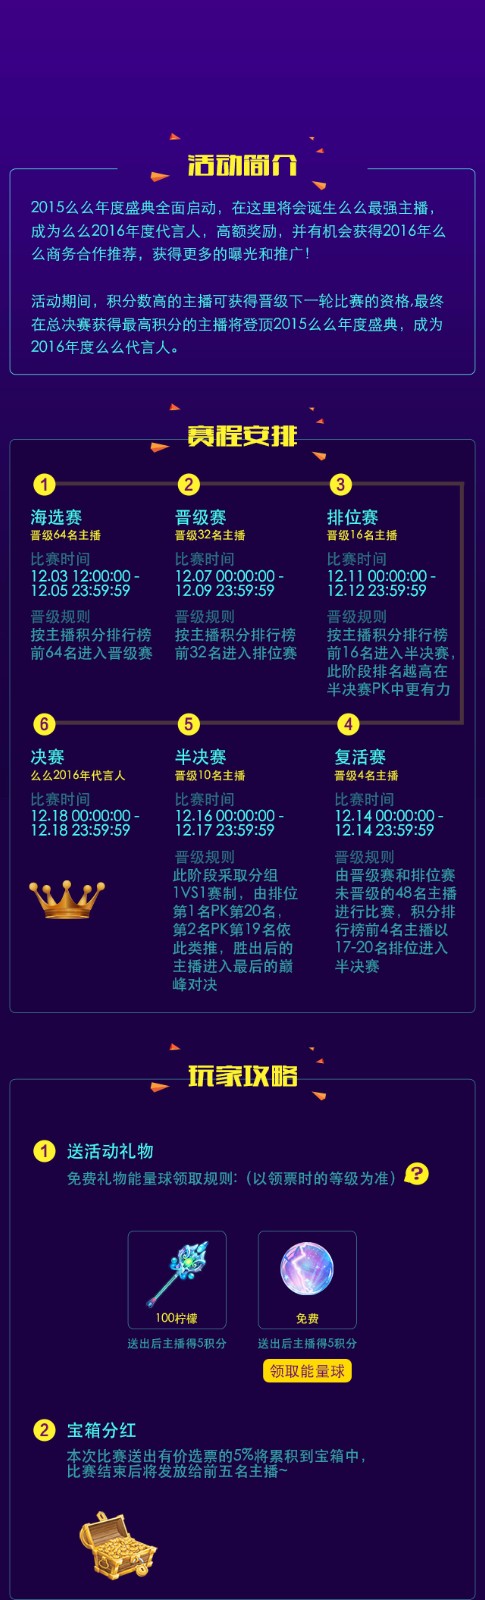 活动简介
2015么么年度盛典全面启动，在这里将会诞生么么最强主播，
成为么么2016年度代言人，高额奖励，并有机会获得2016年么
么商务合作推荐，获得更多的曝光和推广！
活动期间，积分数高的主播可获得晋级下一轮比赛的资格,最终
在总决赛获得最高积分的主播将登顶2015么么年度盛典，成为
2016年度么么代言人。
赛程安排
1
海选赛
晋级64名主播
比赛时间
12.03 12:00:00 -
12.05 23:59:59
晋级规则
按主播积分排行榜
前64名进入晋级赛
2
晋级赛
晋级32名主播
比赛时间
12.07 00:00:00 -
12.09 23:59:59
晋级规则
按主播积分排行榜
前32名进入排位赛
3
排位赛
晋级16名主播
比赛时间
12.11 00:00:00 -
12.12 23:59:59
晋级规则
按主播积分排行榜
前16名进入半决赛，
此阶段排名越高在
半决赛PK中更有力
6
决赛
么么2016年代言人
比赛时间
12.18 00:00:00 -
12.18 23:59:59
5
半决赛
晋级10名主播
比赛时间
12.16 00:00:00 -
12.17 23:59:59
晋级规则
此阶段采取分组
1VS1赛制，由排位
第1名PK第20名，
第2名PK第19名依
此类推，胜出后的
主播进入最后的巅
峰对决
4
复活赛
晋级4名主播
比赛时间
12.14 00:00:00 -
12.14 23:59:59
晋级规则
由晋级赛和排位赛
未晋级的48名主播
进行比赛，积分排
行榜前4名主播以
17-20名排位进入
半决赛
玩家攻略
1
送活动礼物
免费礼物能量球领取规则:（以领票时的等级为准）
?
100柠檬
免费
送出后主播得5积分
送出后主播得5积分
领取能量球
2
宝箱分红
本次比赛送出有价选票的5%将累积到宝箱中，
比赛结束后将发放给前五名主播~